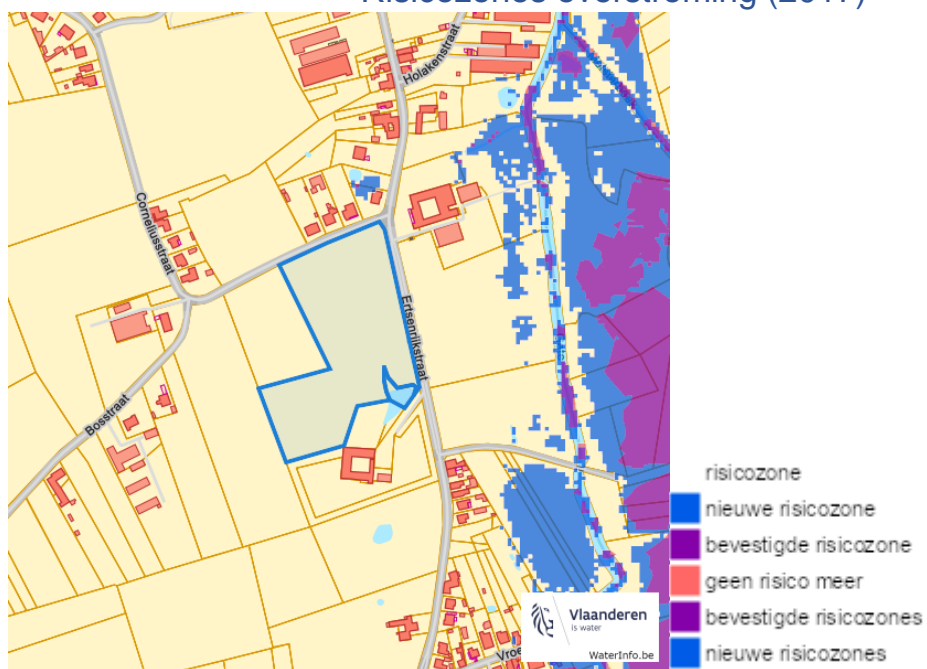 Holakenstraat
Corneliusstraat
Ertsenrijkstraat
Bosstraat
risicozone
nieuwe risicozone
bevestigde risicozone
geen risico meer
bevestigde risicozones
nieuwe risicozones
Vlaanderen
is water
WaterInfo.be
Vroe